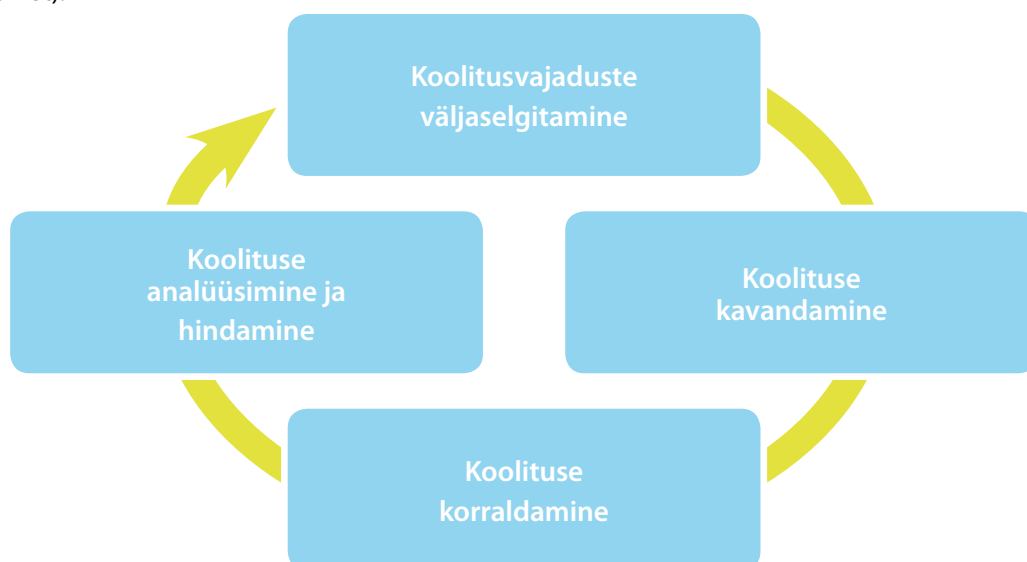 Koolitusvajaduste
väljaselgitamine
Koolituse
kavandamine
Koolituse
korraldamine
Koolituse
analüüsimine ja
hindamine